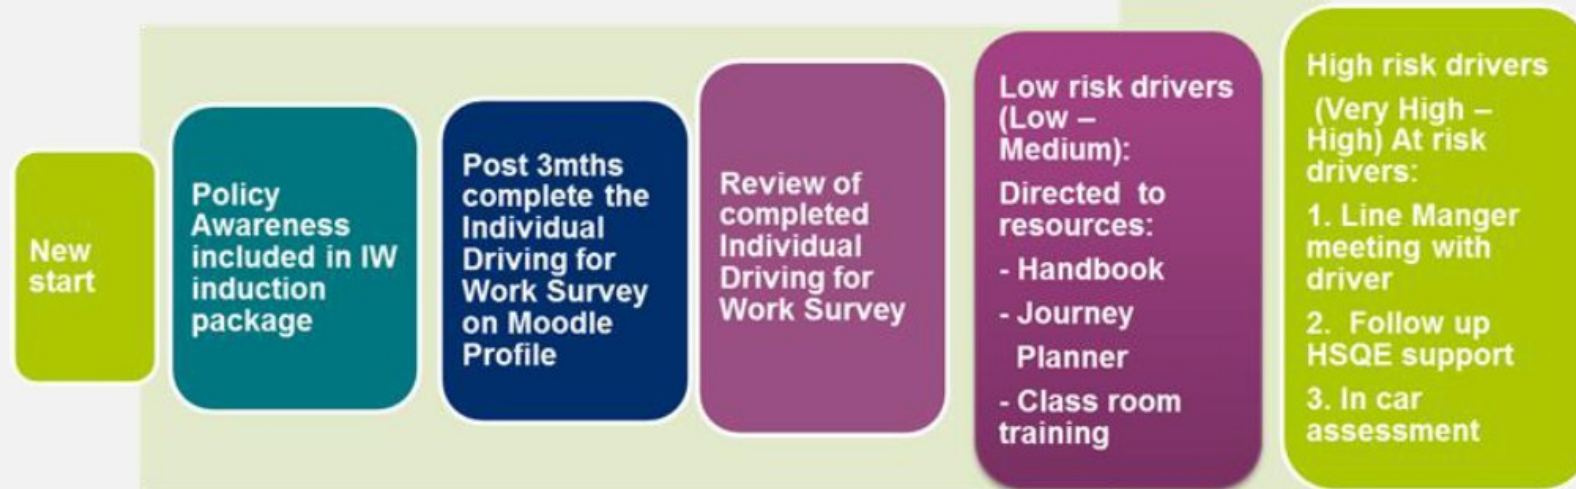 New
start
Policy
Awareness
included in IW
induction
package
Post 3mths
complete the
Individual
Driving for
Work Survey
on Moodle
Profile
Review of
completed
Individual
Driving for
Work Survey
Low risk drivers
(Low –
Medium):
Directed to
resources:
- Handbook
- Journey
Planner
- Class room
training
High risk drivers
(Very High –
High) At risk
drivers:
1. Line Manger
meeting with
driver
2. Follow up
HSQE support
3. In car
assessment